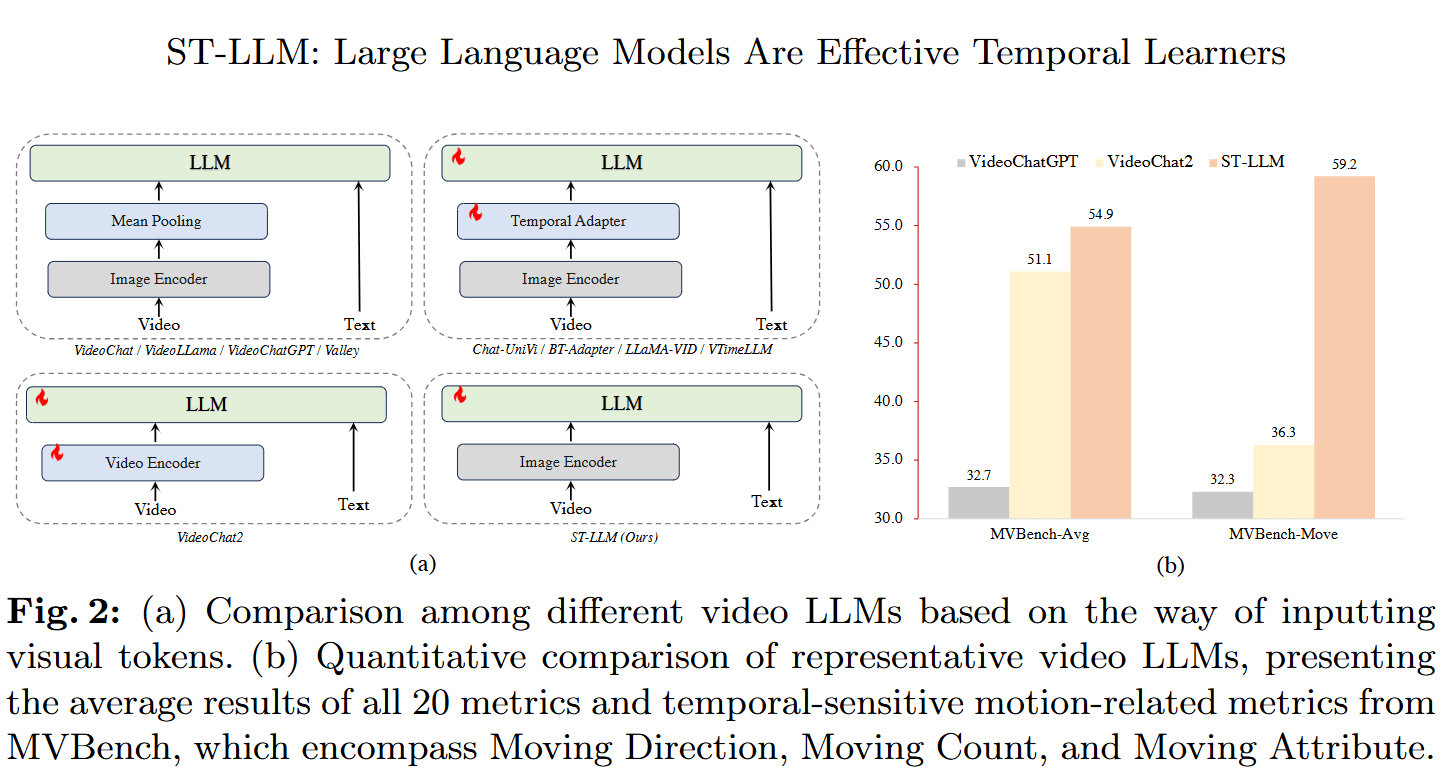 ST-LLM: Large Language Models Are Effective Temporal Learners
LLM
Mean Pooling
Image Encoder
Video
Text
VideoChat / VideoLLama / VideoChatGPT / Valley
LLM
Temporal Adapter
Image Encoder
Video
Text
Chat-UniVi / BT-Adapter / LLaMA-VID / VTimeLLM
LLM
Video Encoder
Video
Text
VideoChat2
LLM
Image Encoder
Video
Text
ST-LLM (Ours)
(a)
VideoChatGPT VideoChat2 ST-LLM
60.0
55.0
50.0
45.0
40.0
35.0
30.0
32.7
51.1
54.9
32.3
36.3
59.2
MVBench-Avg
MVBench-Move
(b)
Fig. 2: (a) Comparison among different video LLMs based on the way of inputting
visual tokens. (b) Quantitative comparison of representative video LLMs, presenting
the average results of all 20 metrics and temporal-sensitive motion-related metrics from
MVBench, which encompass Moving Direction, Moving Count, and Moving Attribute.